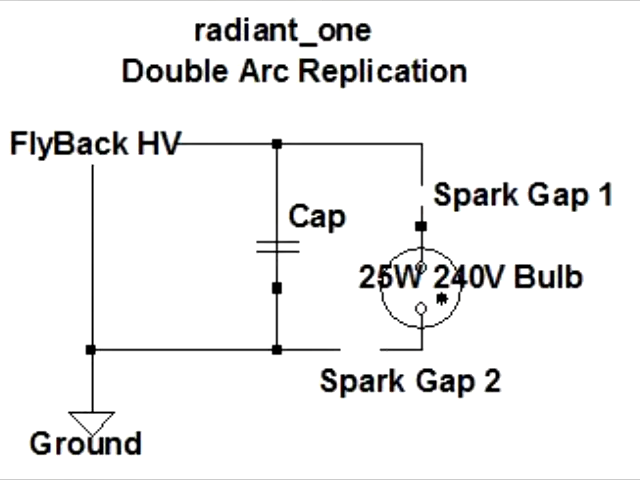 radiant_one
Double Arc Replication
FlyBack HV
Spark Gap 1
Cap
25W 240V Bulb
Spark Gap 2
Ground